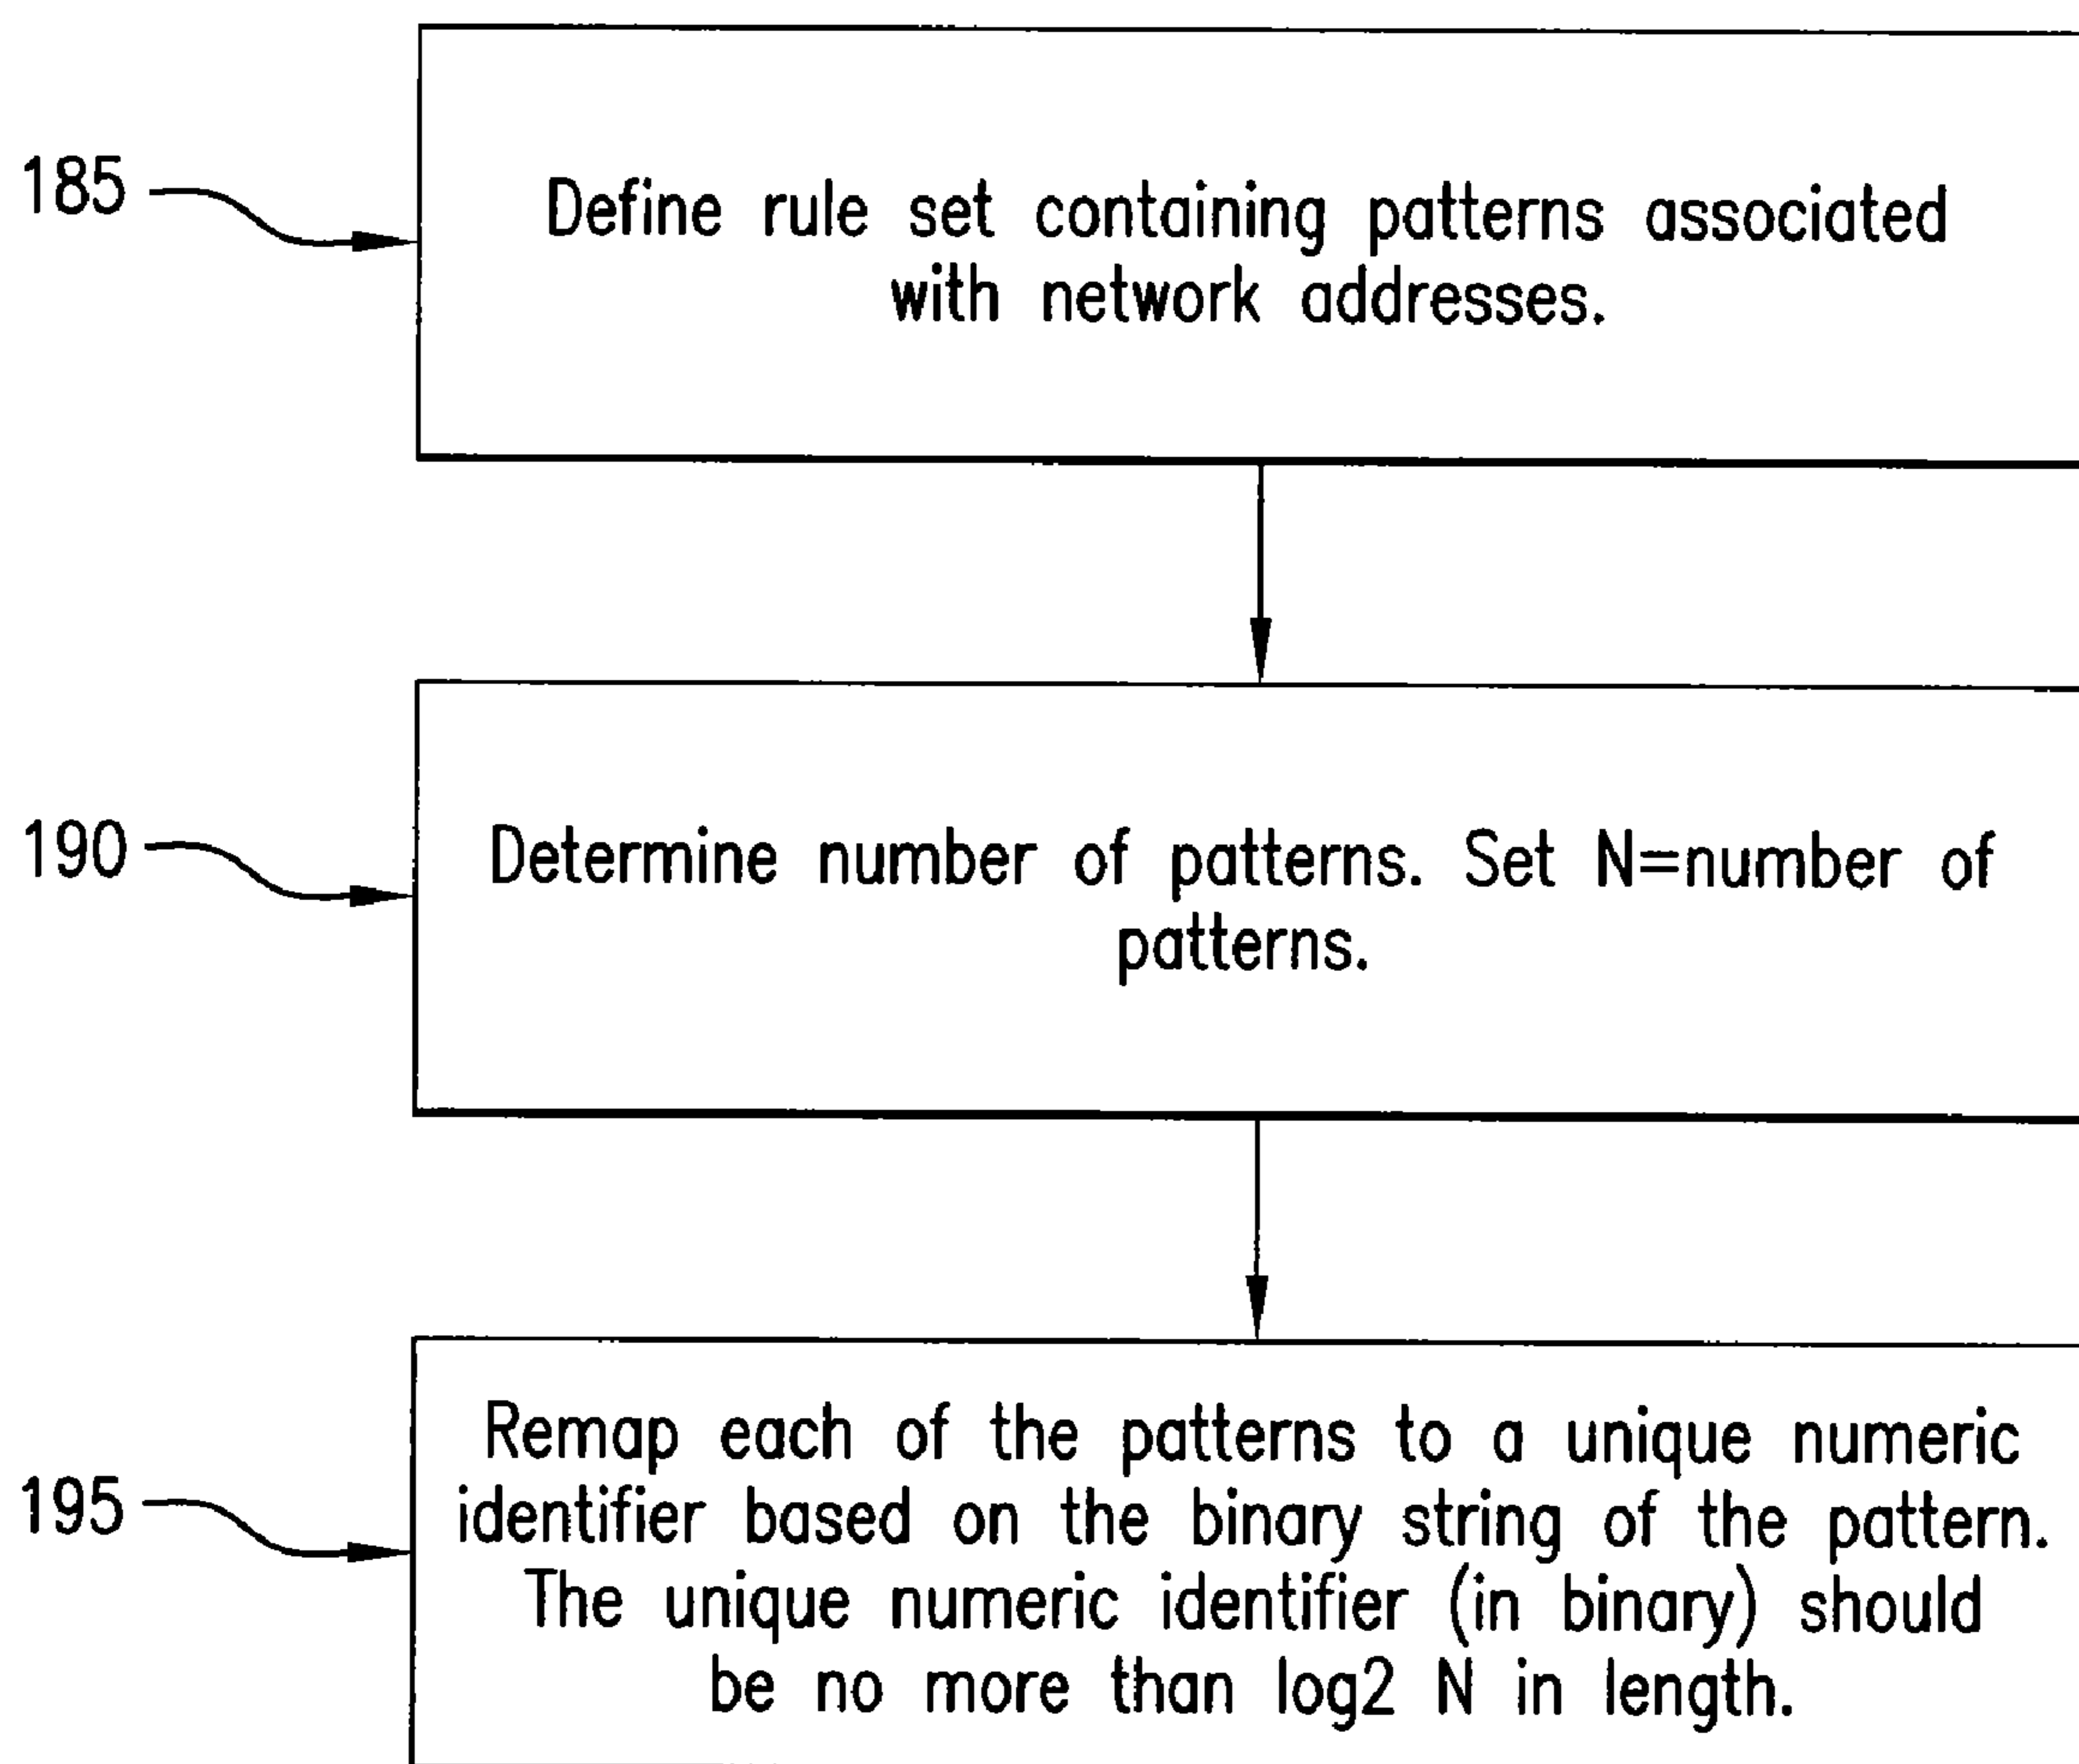 185
Define rule set containing patterns associated
with network addresses.
190
Determine number of patterns. Set N=number of
patterns.
195
Remap each of the patterns to a unique numeric
identifier based on the binary string of the pattern.
The unique numeric identifier (in binary) should
be no more than log2 N in length.